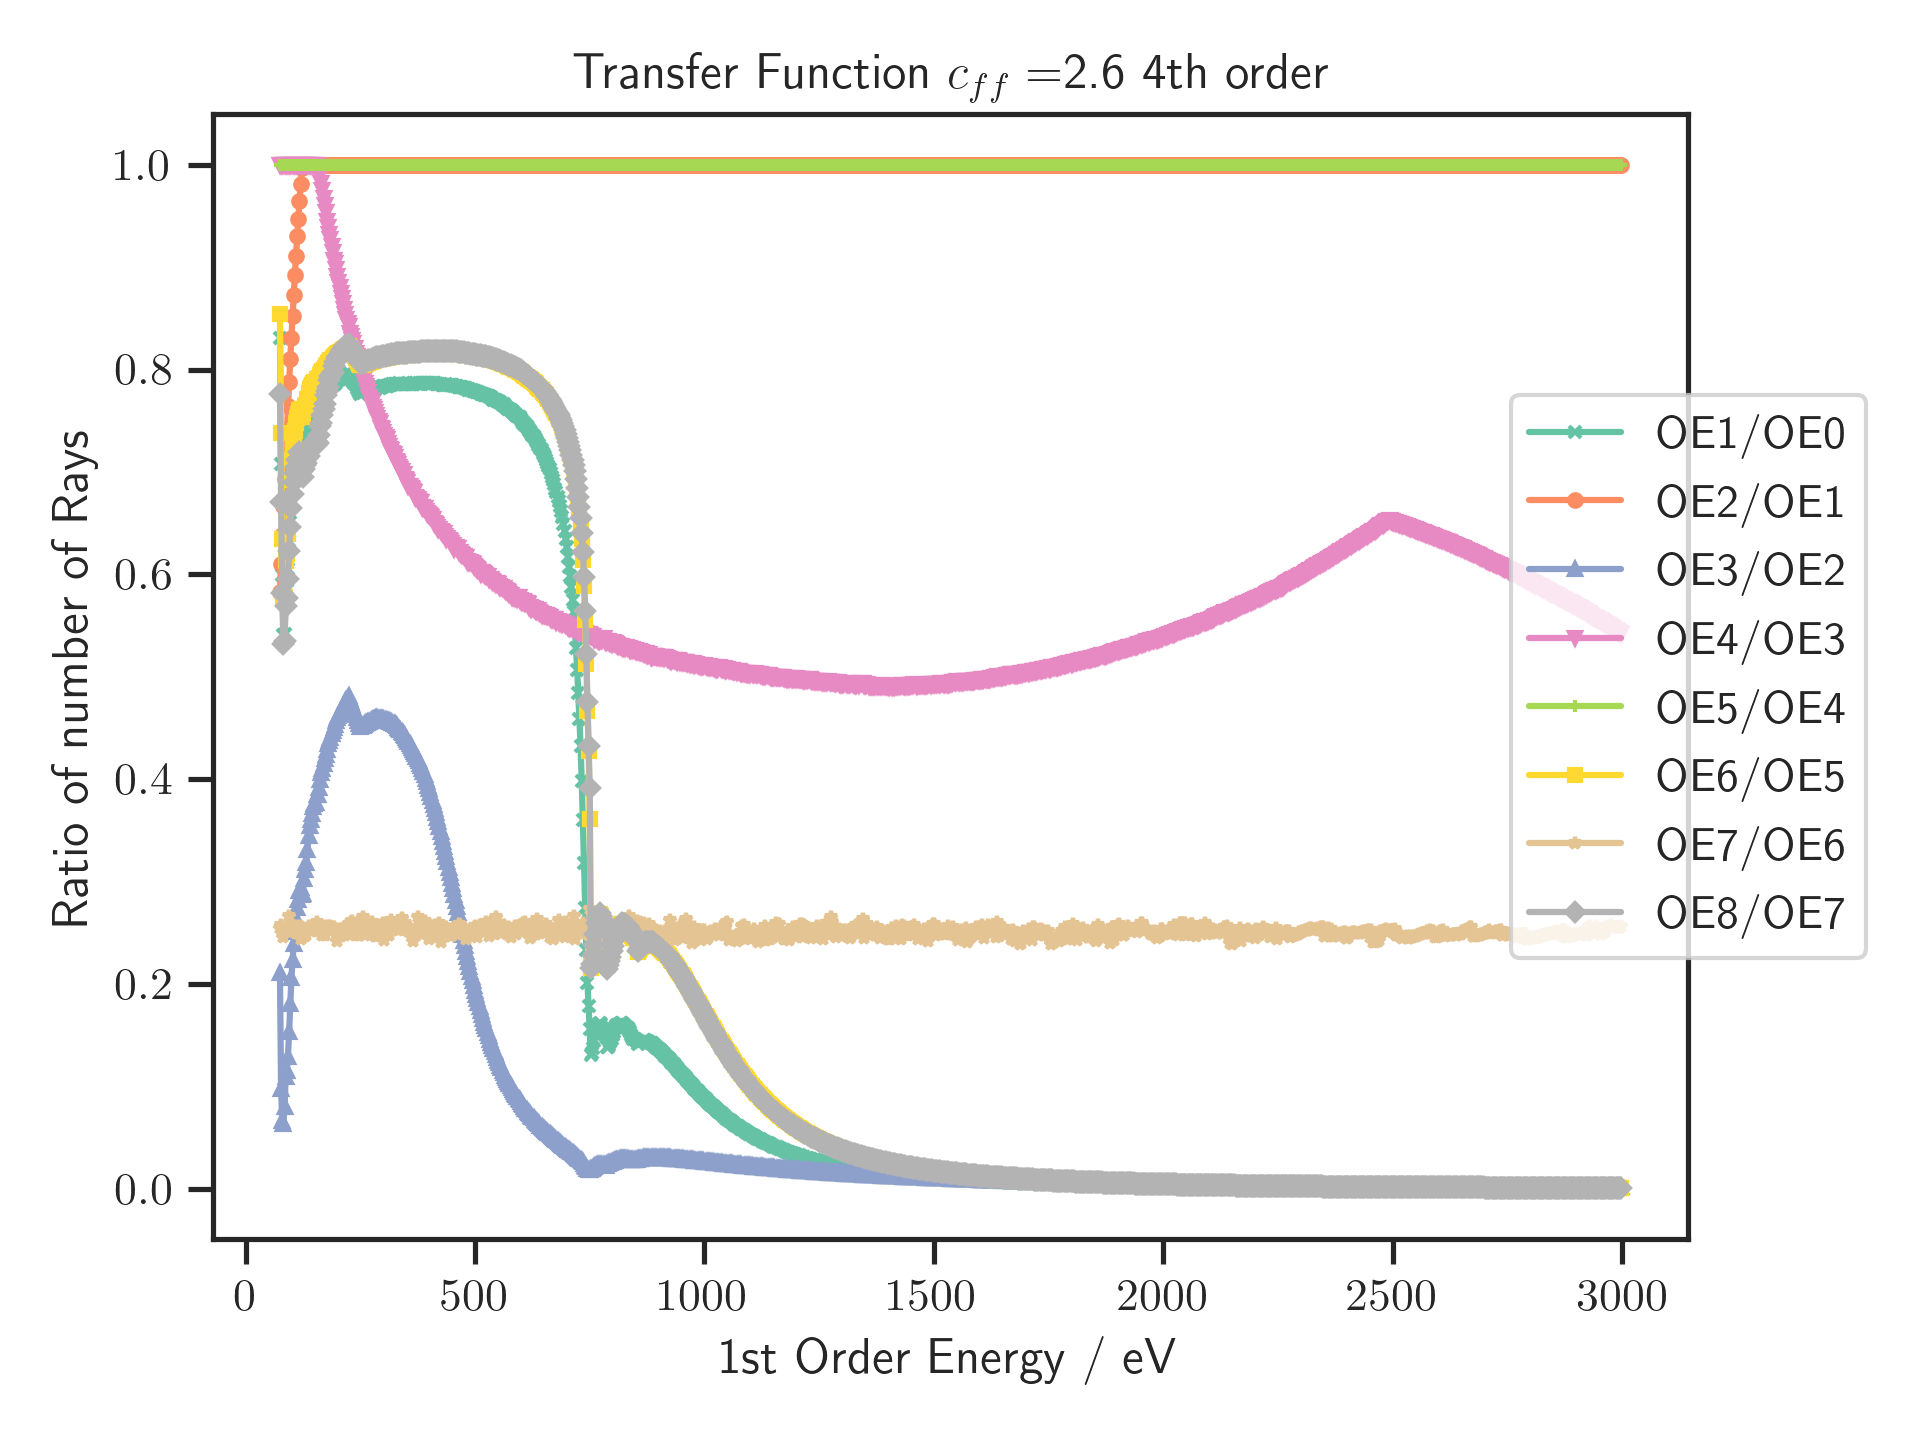 Transfer Function c_ff =2.6 4th order
Ratio of number of Rays
1.0
0.8
0.6
0.4
0.2
0.0
OE1/OE0
OE2/OE1
OE3/OE2
OE4/OE3
OE5/OE4
OE6/OE5
OE7/OE6
OE8/OE7
0 500 1000 1500 2000 2500 3000
1st Order Energy / eV